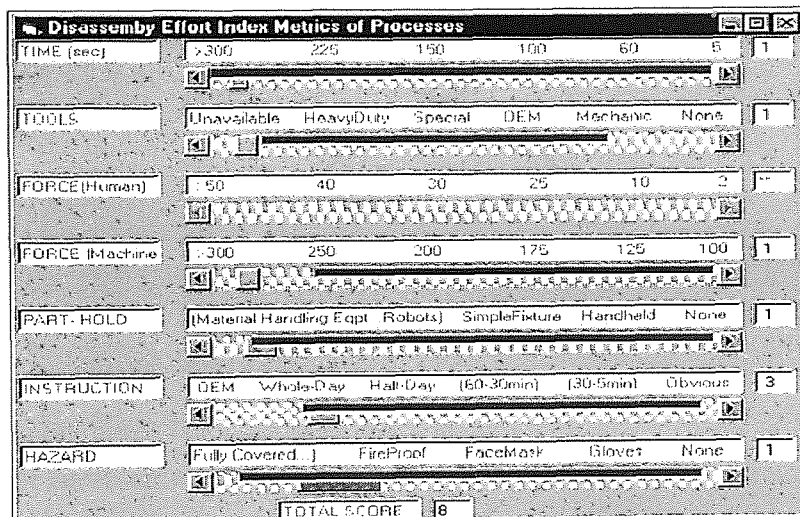 Disassemby Effort Index Metrics of Processes
TIME (sec) >300 225 150 100 60 5 1
TOOLS Unavailable HeavyDuty Special OEM Mechanic None 1
FORCE(Human) 50 40 30 25 10 2
FORCE (Machine >300 250 200 175 125 100 1
PART-HOLD (Material Handling Eqpt Robots) SimpleFixture Handheld None 1
INSTRUCTION OEM Whole-Day Half-Day (60-30min) (30-5min) Obvious 3
HAZARD Fully Covered...) FireProof FaceMask Gloves None 1
TOTAL SCORE 8